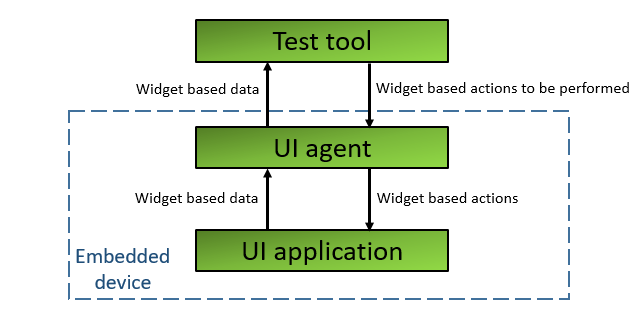 Test tool
Widget based data
Widget based actions to be performed
UI agent
Widget based data
Widget based actions
UI application
Embedded
device